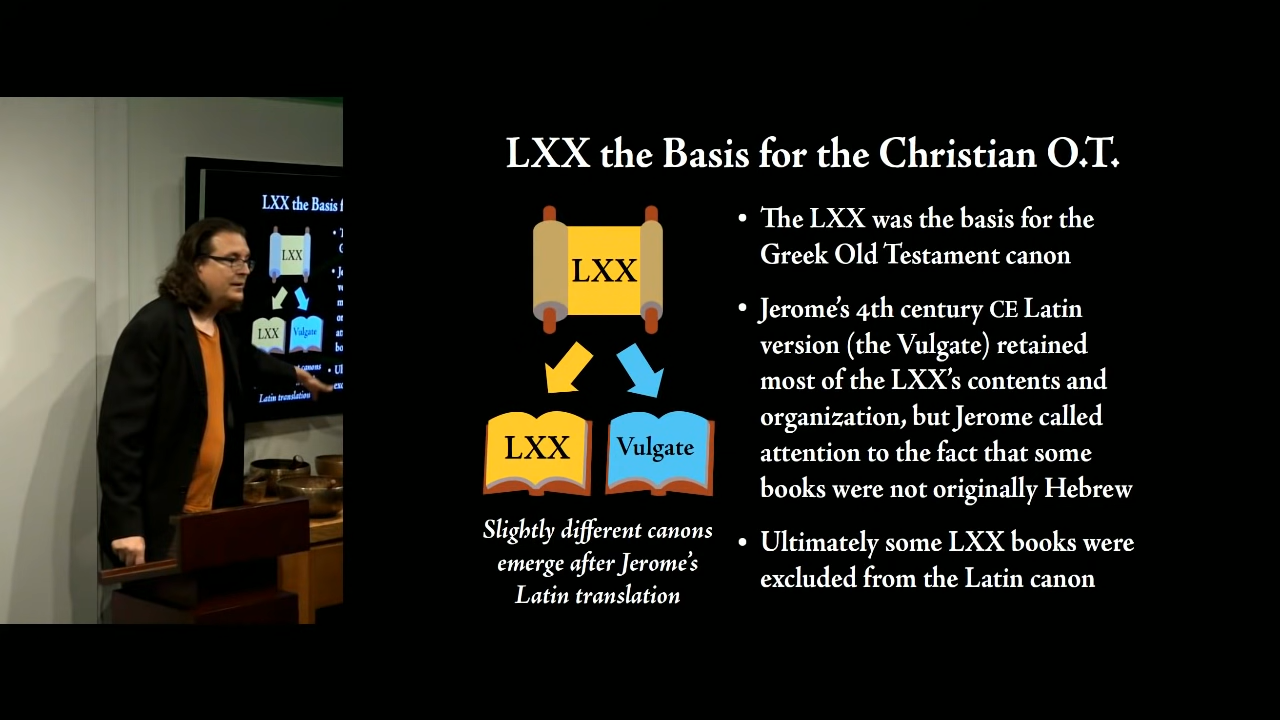 LXX the Basis for the Christian O.T.
LXX
LXX
Vulgate
Slightly different canons
emerge after Jerome's
Latin translation
• The LXX was the basis for the
Greek Old Testament canon
• Jerome's 4th century CE Latin
version (the Vulgate) retained
most of the LXX's contents and
organization, but Jerome called
attention to the fact that some
books were not originally Hebrew
• Ultimately some LXX books were
excluded from the Latin canon
LXX the Basis f
LXX
LXX
Vulgate
canons
Latin translation